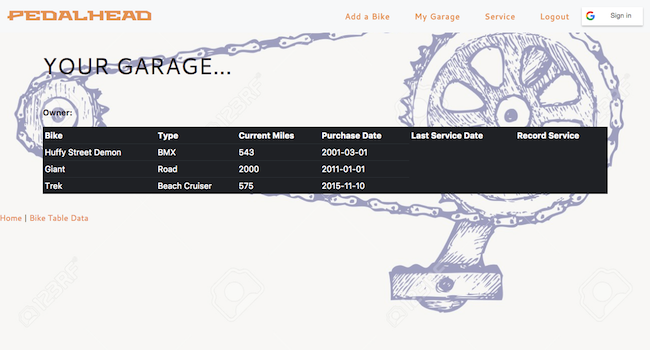 PEDALHEAD Add a Bike My Garage Service Logout Sign in
YOUR GARAGE...
Owner:
Bike Type Current Miles Purchase Date Last Service Date Record Service
Huffy Street Demon BMX 543 2001-03-01
Giant Road 2000 2011-01-01
Trek Beach Cruiser 575 2015-11-10
Home | Bike Table Data